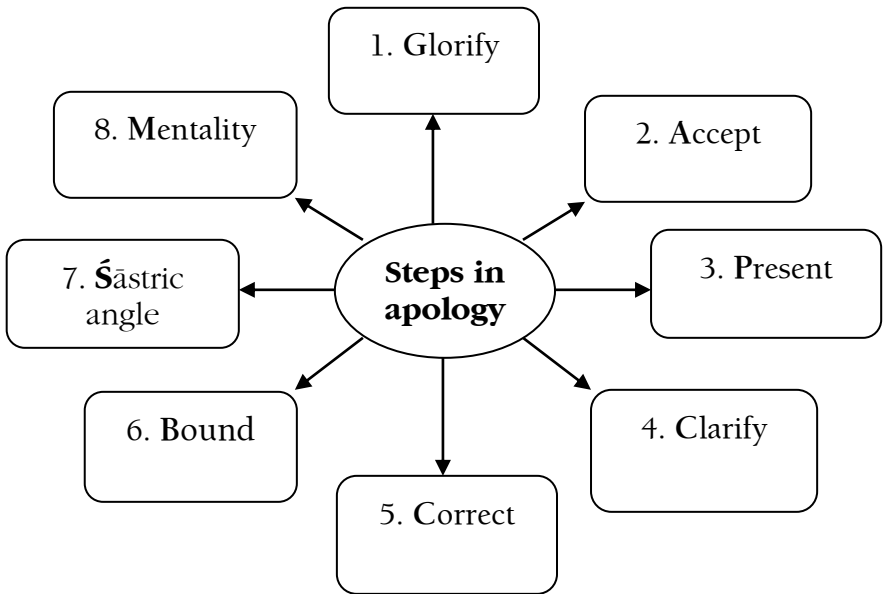 Steps in
apology
1. Glorify
2. Accept
3. Present
4. Clarify
5. Correct
6. Bound
7. Śāstric
angle
8. Mentality